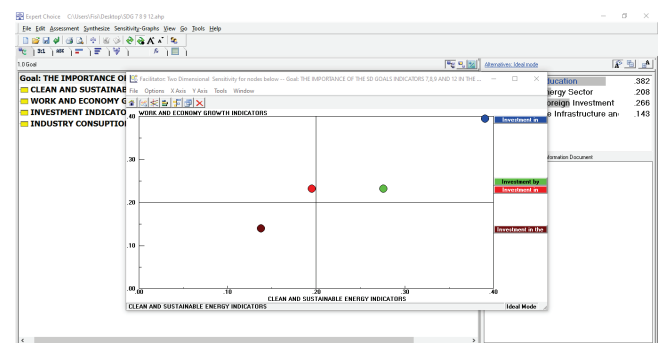 Expert Choice C:\Users\Fisi\Desktop\SDG 7 8 9 12.ahp
File Edit Assessment Synthesize Sensitivity-Graphs View Go Tools Help
3:1 ABC
1.0 Goal
Alternatives: Ideal mode
Goal: THE IMPORTANCE O
CLEAN AND SUSTAINAB
WORK AND ECONOMY G
INVESTMENT INDICATO
INDUSTRY CONSUPTIO
ducation .382
ergy Sector .208
oreign Investment .266
e Infrastructure an .143
formation Document
Facilitator: Two Dimensional Sensitivity for nodes below -- Goal: THE IMPORTANCE OF THE SD GOALS INDICATORS 7,8,9 AND 12 IN THE ...
File Options X Axis Y Axis Tools Window
WORK AND ECONOMY GROWTH INDICATORS
.40
.30
.20
.10
.00
.00 .10 .20 .30 .40
Investment in
Investment by
Investment in
Investment in the
CLEAN AND SUSTAINABLE ENERGY INDICATORS
CLEAN AND SUSTAINABLE ENERGY INDICATORS Ideal Mode